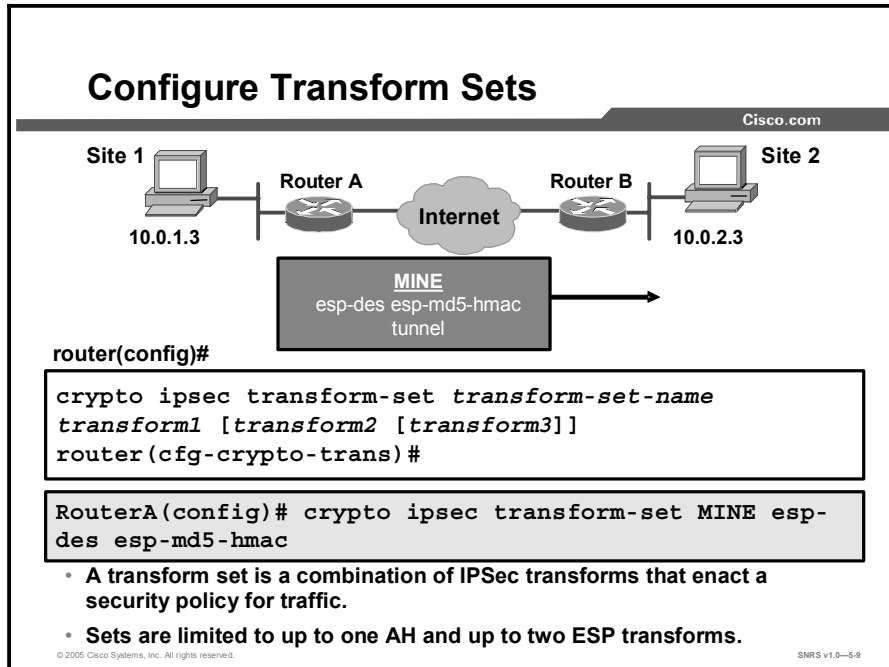 Configure Transform Sets
Cisco.com
Site 1
Site 2
Router A
Router B
Internet
10.0.1.3
10.0.2.3
MINE
esp-des esp-md5-hmac
tunnel
router(config)#
crypto ipsec transform-set transform-set-name
transform1 [transform2 [transform3]]
router(cfg-crypto-trans)#
RouterA(config)# crypto ipsec transform-set MINE esp-
des esp-md5-hmac
• A transform set is a combination of IPSec transforms that enact a
security policy for traffic.
• Sets are limited to up to one AH and up to two ESP transforms.
© 2005 Cisco Systems, Inc. All rights reserved.
SNRS v1.0—5-9